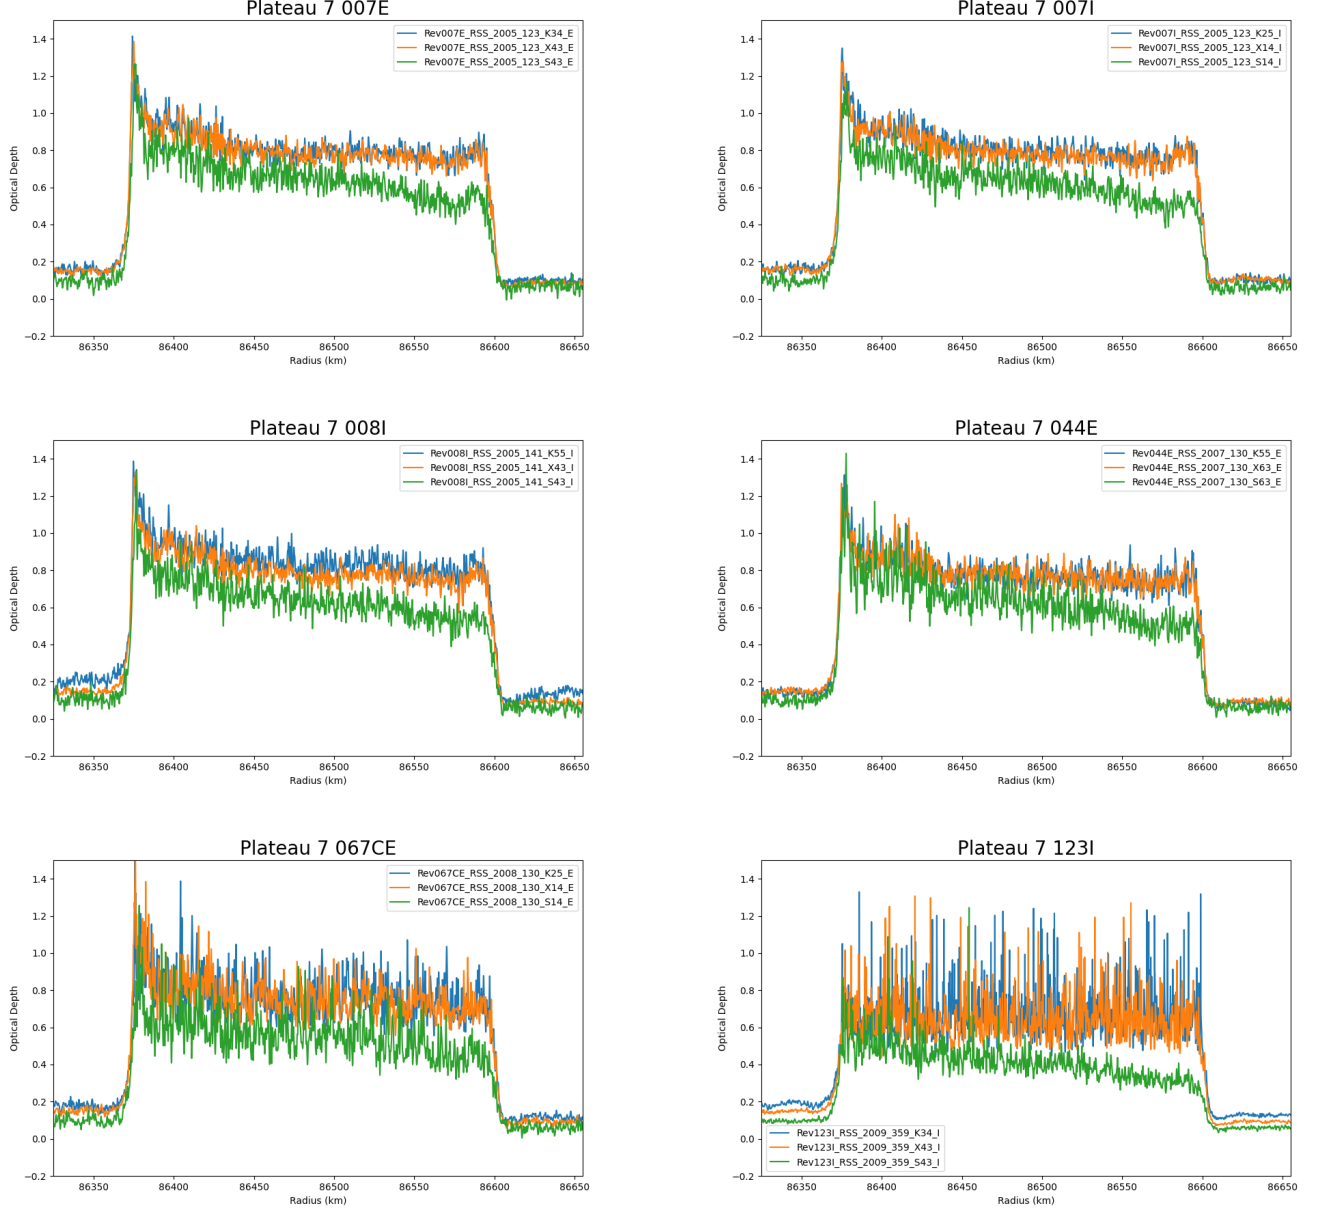 Plateau 7 007E
Rev007E_RSS_2005_123_K34_E
Rev007E_RSS_2005_123_X43_E
Rev007E_RSS_2005_123_S43_E
Optical Depth
1.4
1.2
1.0
0.8
0.6
0.4
0.2
0.0
−0.2
86350 86400 86450 86500 86550 86600 86650
Radius (km)
Plateau 7 007I
Rev007I_RSS_2005_123_K25_I
Rev007I_RSS_2005_123_X14_I
Rev007I_RSS_2005_123_S14_I
Optical Depth
1.4
1.2
1.0
0.8
0.6
0.4
0.2
0.0
−0.2
86350 86400 86450 86500 86550 86600 86650
Radius (km)
Plateau 7 008I
Rev008I_RSS_2005_141_K55_I
Rev008I_RSS_2005_141_X43_I
Rev008I_RSS_2005_141_S43_I
Optical Depth
1.4
1.2
1.0
0.8
0.6
0.4
0.2
0.0
−0.2
86350 86400 86450 86500 86550 86600 86650
Radius (km)
Plateau 7 044E
Rev044E_RSS_2007_130_K55_E
Rev044E_RSS_2007_130_X63_E
Rev044E_RSS_2007_130_S63_E
Optical Depth
1.4
1.2
1.0
0.8
0.6
0.4
0.2
0.0
−0.2
86350 86400 86450 86500 86550 86600 86650
Radius (km)
Plateau 7 067CE
Rev067CE_RSS_2008_130_K25_E
Rev067CE_RSS_2008_130_X14_E
Rev067CE_RSS_2008_130_S14_E
Optical Depth
1.4
1.2
1.0
0.8
0.6
0.4
0.2
0.0
−0.2
86350 86400 86450 86500 86550 86600 86650
Radius (km)
Plateau 7 123I
Optical Depth
1.4
1.2
1.0
0.8
0.6
0.4
0.2
0.0
−0.2
Rev123I_RSS_2009_359_K34_I
Rev123I_RSS_2009_359_X43_I
Rev123I_RSS_2009_359_S43_I
86350 86400 86450 86500 86550 86600 86650
Radius (km)